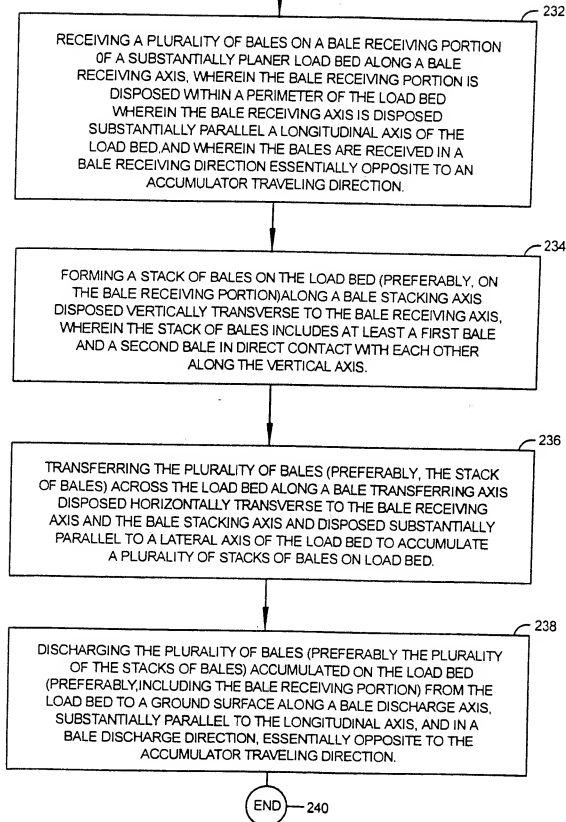 232
RECEIVING A PLURALITY OF BALES ON A BALE RECEIVING PORTION
0F A SUBSTANTIALLY PLANER LOAD BED ALONG A BALE
RECEIVING AXIS, WHEREIN THE BALE RECEIVING PORTION IS
DISPOSED WITHIN A PERIMETER OF THE LOAD BED
WHEREIN THE BALE RECEIVING AXIS IS DISPOSED
SUBSTANTIALLY PARALLEL A LONGITUDINAL AXIS OF THE
LOAD BED,AND WHEREIN THE BALES ARE RECEIVED IN A
BALE RECEIVING DIRECTION ESSENTIALLY OPPOSITE TO AN
ACCUMULATOR TRAVELING DIRECTION.
234
FORMING A STACK OF BALES ON THE LOAD BED (PREFERABLY, ON
THE BALE RECEIVING PORTION)ALONG A BALE STACKING AXIS
DISPOSED VERTICALLY TRANSVERSE TO THE BALE RECEIVING AXIS,
WHEREIN THE STACK OF BALES INCLUDES AT LEAST A FIRST BALE
AND A SECOND BALE IN DIRECT CONTACT WITH EACH OTHER
ALONG THE VERTICAL AXIS.
236
TRANSFERRING THE PLURALITY OF BALES (PREFERABLY, THE STACK
OF BALES) ACROSS THE LOAD BED ALONG A BALE TRANSFERRING AXIS
DISPOSED HORIZONTALLY TRANSVERSE TO THE BALE RECEIVING
AXIS AND THE BALE STACKING AXIS AND DISPOSED SUBSTANTIALLY
PARALLEL TO A LATERAL AXIS OF THE LOAD BED TO ACCUMULATE
A PLURALITY OF STACKS OF BALES ON LOAD BED.
238
DISCHARGING THE PLURALITY OF BALES (PREFERABLY THE PLURALITY
OF THE STACKS OF BALES) ACCUMULATED ON THE LOAD BED
(PREFERABLY,INCLUDING THE BALE RECEIVING PORTION) FROM THE
LOAD BED TO A GROUND SURFACE ALONG A BALE DISCHARGE AXIS,
SUBSTANTIALLY PARALLEL TO THE LONGITUDINAL AXIS, AND IN A
BALE DISCHARGE DIRECTION, ESSENTIALLY OPPOSITE TO THE
ACCUMULATOR TRAVELING DIRECTION.
END 240